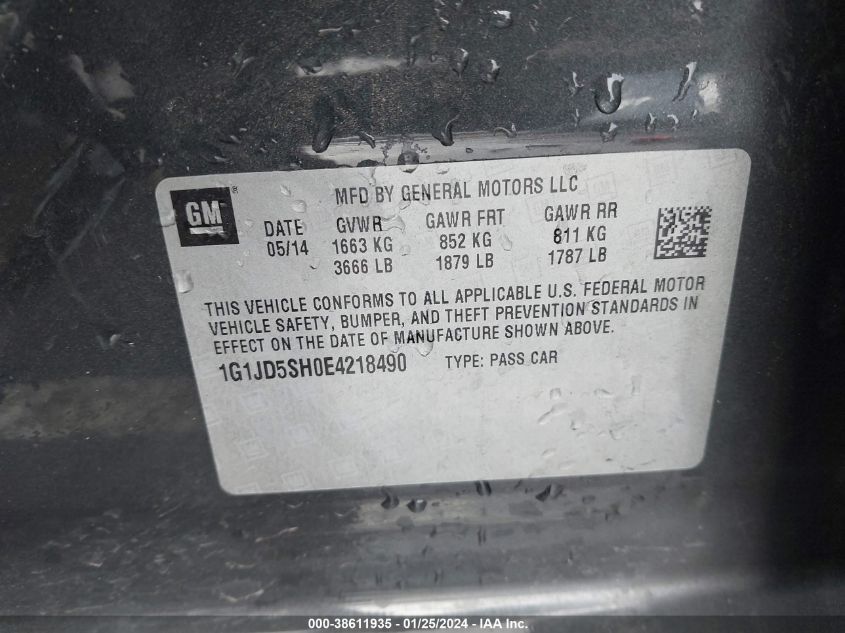 MFD BY GENERAL MOTORS LLC
GM®
DATE GVWR GAWR FRT GAWR RR
05/14 1663 KG 852 KG 811 KG
3666 LB 1879 LB 1787 LB
THIS VEHICLE CONFORMS TO ALL APPLICABLE U.S. FEDERAL MOTOR
VEHICLE SAFETY, BUMPER, AND THEFT PREVENTION STANDARDS IN
EFFECT ON THE DATE OF MANUFACTURE SHOWN ABOVE.
1G1JD5SH0E4218490 TYPE: PASS CAR
000-38611935 - 01/25/2024 - IAA Inc.